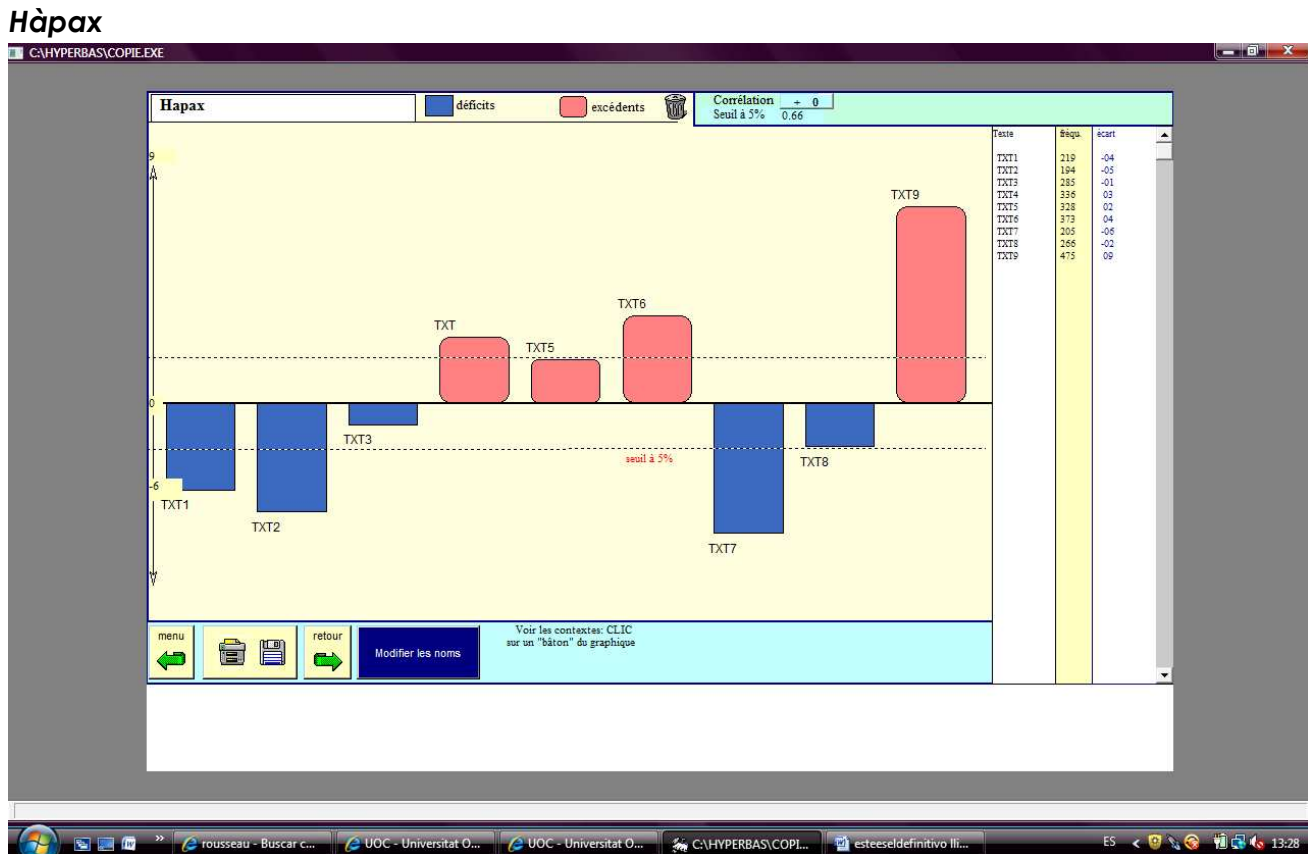 Hàpax
C:\HYPERBAS\COPIE.EXE
Hapax
déficits
excédents
Corrélation + 0
Seuil à 5% 0.66
Texte fréqu. écart
TXT1 219 -04
TXT2 194 -05
TXT3 285 -01
TXT4 336 03
TXT5 328 02
TXT6 373 04
TXT7 205 -06
TXT8 266 -02
TXT9 475 09
9
TXT9
TXT6
TXT
TXT5
0
TXT3
seuil à 5%
TXT8
-6
TXT1
TXT2
TXT7
menu
retour
Modifier les noms
Voir les contextes: CLIC
sur un "bâton" du graphique
rousseau - Buscar c... UOC - Universitat O... UOC - Universitat O... C:\HYPERBAS\COPI... esteeseldefinitivo lli... ES 13:28